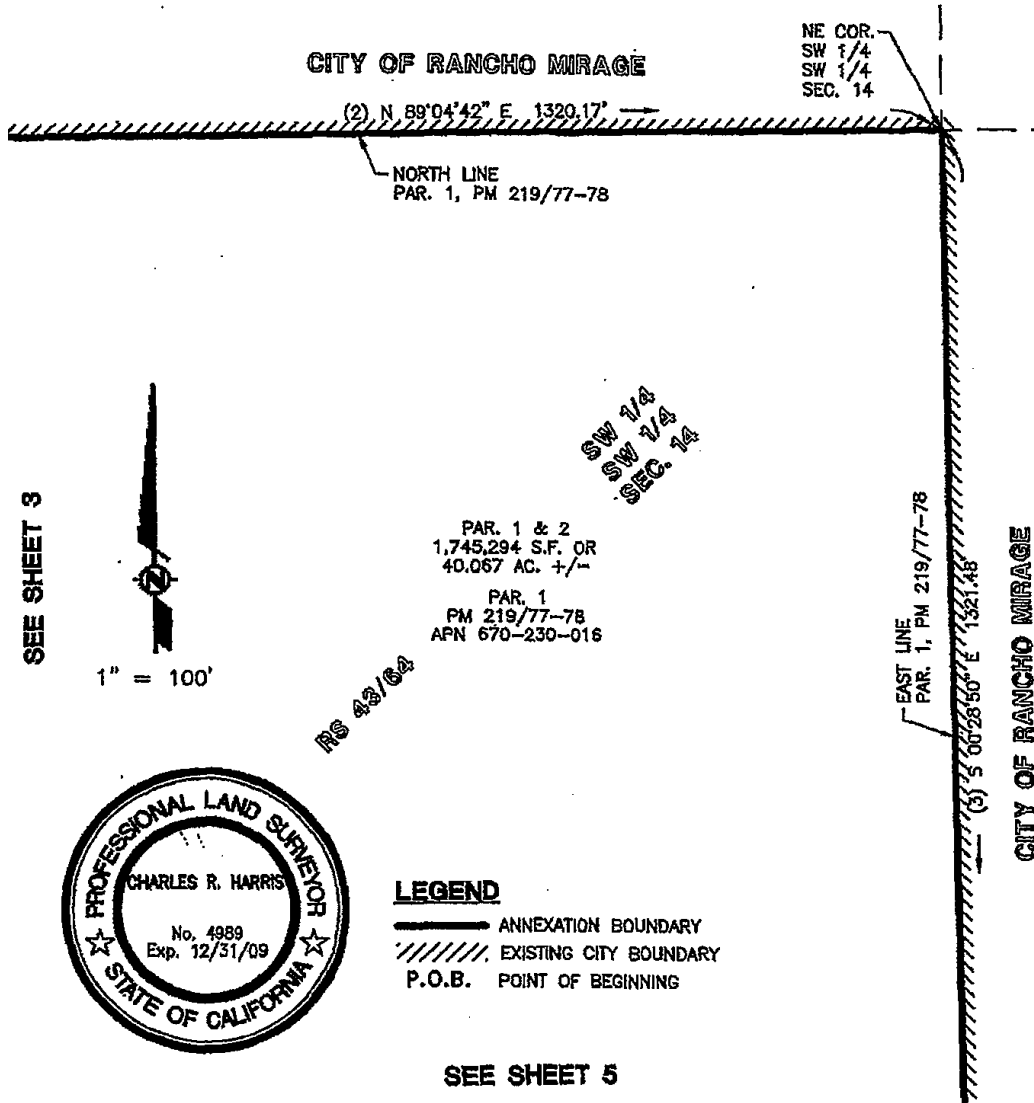 CITY OF RANCHO MIRAGE
NE COR.
SW 1/4
SW 1/4
SEC. 14
(2) N 89°04'42" E 1320.17'
NORTH LINE
PAR. 1, PM 219/77-78
SW 1/4
SW 1/4
SEC. 14
SEE SHEET 3
N
1" = 100'
PAR. 1 & 2
1,745,294 S.F. OR
40.067 AC. +/-
PAR. 1
PM 219/77-78
APN 670-230-016
RS 43/64
EAST LINE
PAR. 1, PM 219/77-78
(3) S 00°28'50" E 1321.48'
CITY OF RANCHO MIRAGE
PROFESSIONAL LAND SURVEYOR
CHARLES R. HARRIS
No. 4989
Exp. 12/31/09
STATE OF CALIFORNIA
LEGEND
ANNEXATION BOUNDARY
EXISTING CITY BOUNDARY
P.O.B. POINT OF BEGINNING
SEE SHEET 5